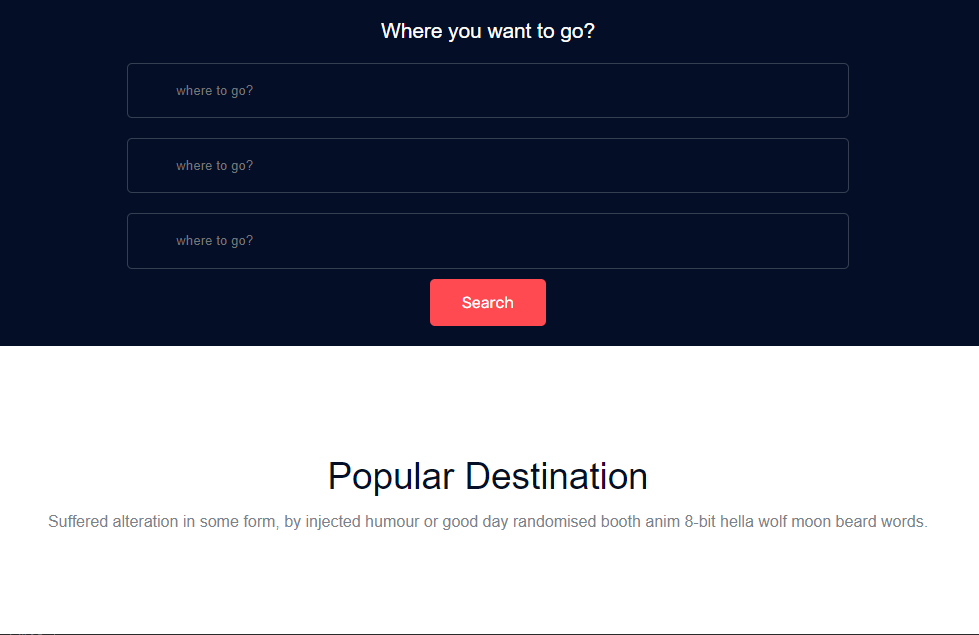 Where you want to go?
where to go?
where to go?
where to go?
Search
Popular Destination
Suffered alteration in some form, by injected humour or good day randomised booth anim 8-bit hella wolf moon beard words.